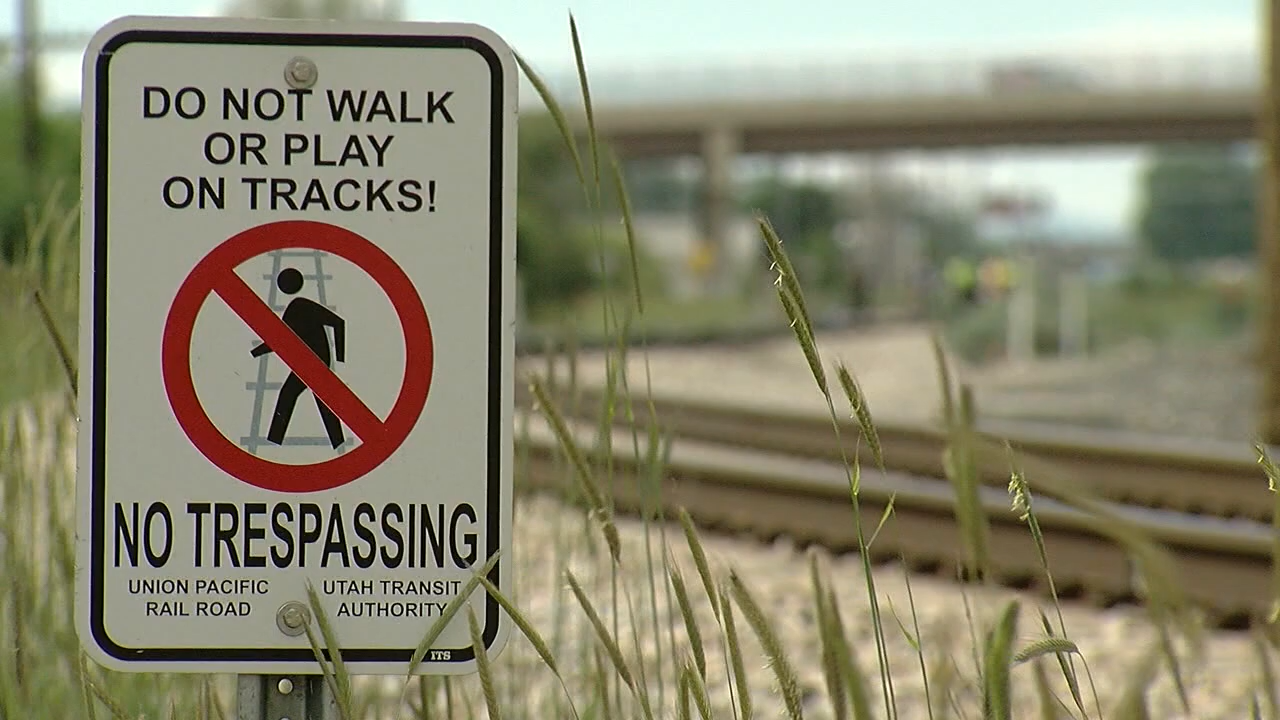 DO NOT WALK
OR PLAY
ON TRACKS!
NO TRESPASSING
UNION PACIFIC
RAIL ROAD
UTAH TRANSIT
AUTHORITY
ITS